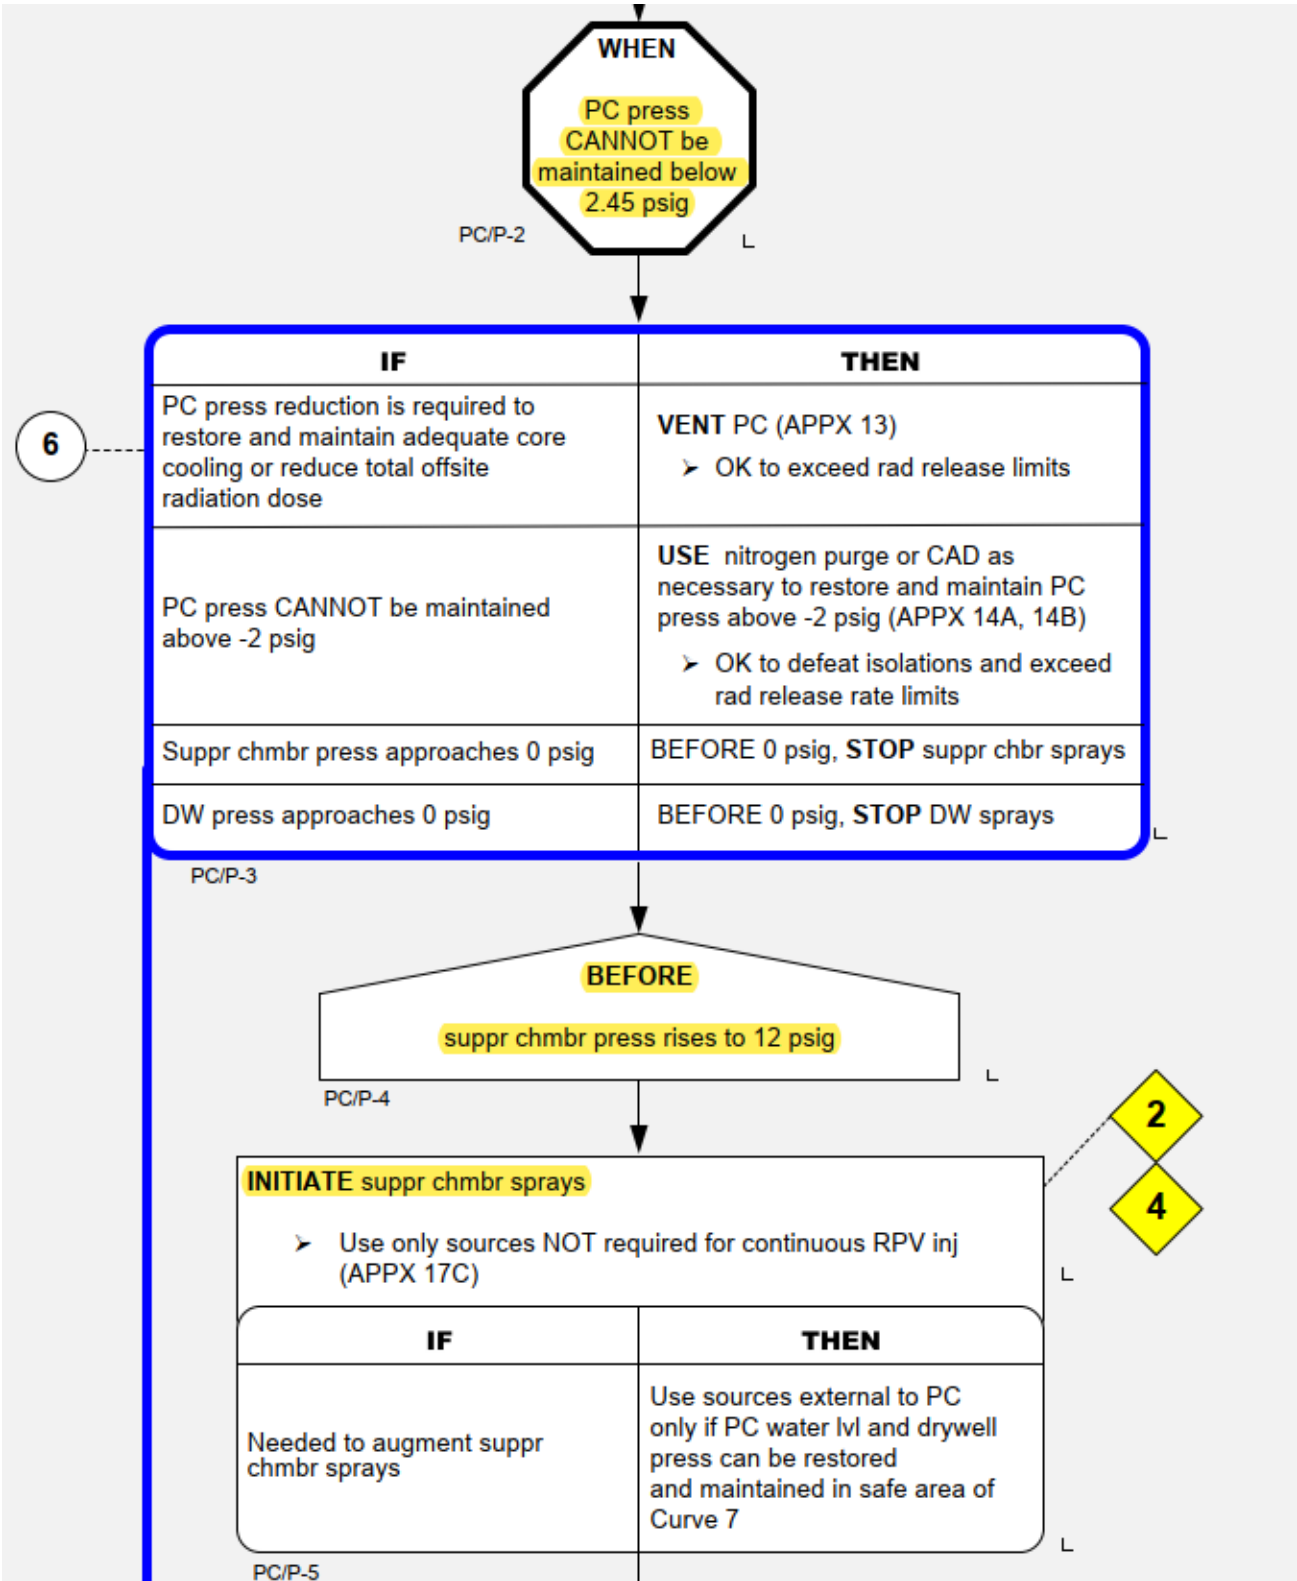 WHEN
PC press
CANNOT be
maintained below
2.45 psig
PC/P-2
IF
THEN
6
PC press reduction is required to
restore and maintain adequate core
cooling or reduce total offsite
radiation dose
VENT PC (APPX 13)
➤ OK to exceed rad release limits
PC press CANNOT be maintained
above -2 psig
USE nitrogen purge or CAD as
necessary to restore and maintain PC
press above -2 psig (APPX 14A, 14B)
➤ OK to defeat isolations and exceed
rad release rate limits
Suppr chmbr press approaches 0 psig
BEFORE 0 psig, STOP suppr chbr sprays
DW press approaches 0 psig
BEFORE 0 psig, STOP DW sprays
PC/P-3
BEFORE
suppr chmbr press rises to 12 psig
PC/P-4
2
4
INITIATE suppr chmbr sprays
➤ Use only sources NOT required for continuous RPV inj
(APPX 17C)
IF
THEN
Needed to augment suppr
chmbr sprays
Use sources external to PC
only if PC water lvl and drywell
press can be restored
and maintained in safe area of
Curve 7
PC/P-5